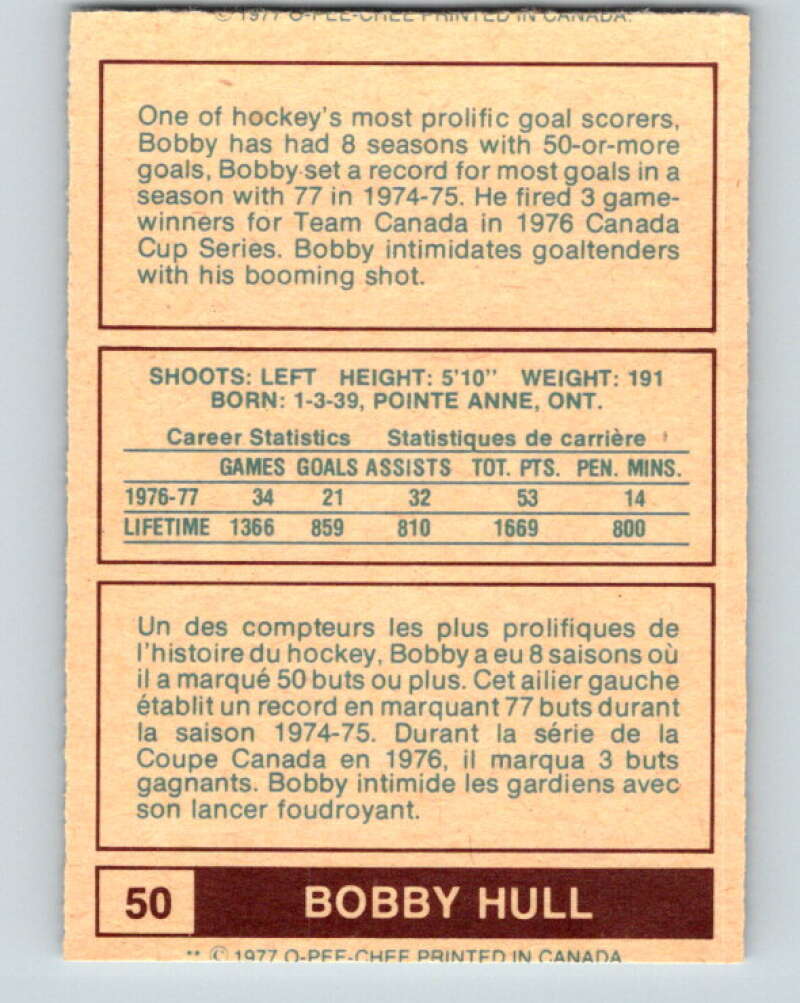 © 1977 O-PEE-CHEE PRINTED IN CANADA.
One of hockey's most prolific goal scorers,
Bobby has had 8 seasons with 50-or-more
goals, Bobby set a record for most goals in a
season with 77 in 1974-75. He fired 3 game-
winners for Team Canada in 1976 Canada
Cup Series. Bobby intimidates goaltenders
with his booming shot.
SHOOTS: LEFT HEIGHT: 5'10" WEIGHT: 191
BORN: 1-3-39, POINTE ANNE, ONT.
Career Statistics Statistiques de carrière
GAMES GOALS ASSISTS TOT. PTS. PEN. MINS.
1976-77 34 21 32 53 14
LIFETIME 1366 859 810 1669 800
Un des compteurs les plus prolifiques de
l'histoire du hockey, Bobby a eu 8 saisons où
il a marqué 50 buts ou plus. Cet ailier gauche
établit un record en marquant 77 buts durant
la saison 1974-75. Durant la série de la
Coupe Canada en 1976, il marqua 3 buts
gagnants. Bobby intimide les gardiens avec
son lancer foudroyant.
50 BOBBY HULL
** © 1977 O-PEE-CHEE PRINTED IN CANADA